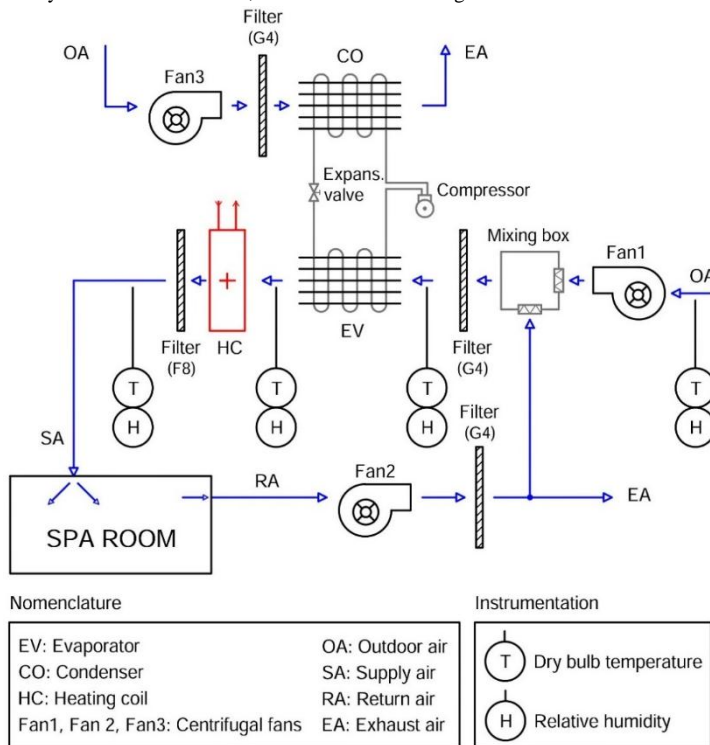 Filter
(G4)
OA
CO
EA
Fan3
Expans.
valve
Compressor
Mixing box
Fan1
OA
EV
Filter
(F8)
HC
Filter
(G4)
T
H
T
H
T
H
T
H
Filter
(G4)
SA
RA
Fan2
EA
SPA ROOM
Nomenclature
EV: Evaporator
CO: Condenser
HC: Heating coil
Fan1, Fan 2, Fan3: Centrifugal fans
OA: Outdoor air
SA: Supply air
RA: Return air
EA: Exhaust air
Instrumentation
T Dry bulb temperature
H Relative humidity